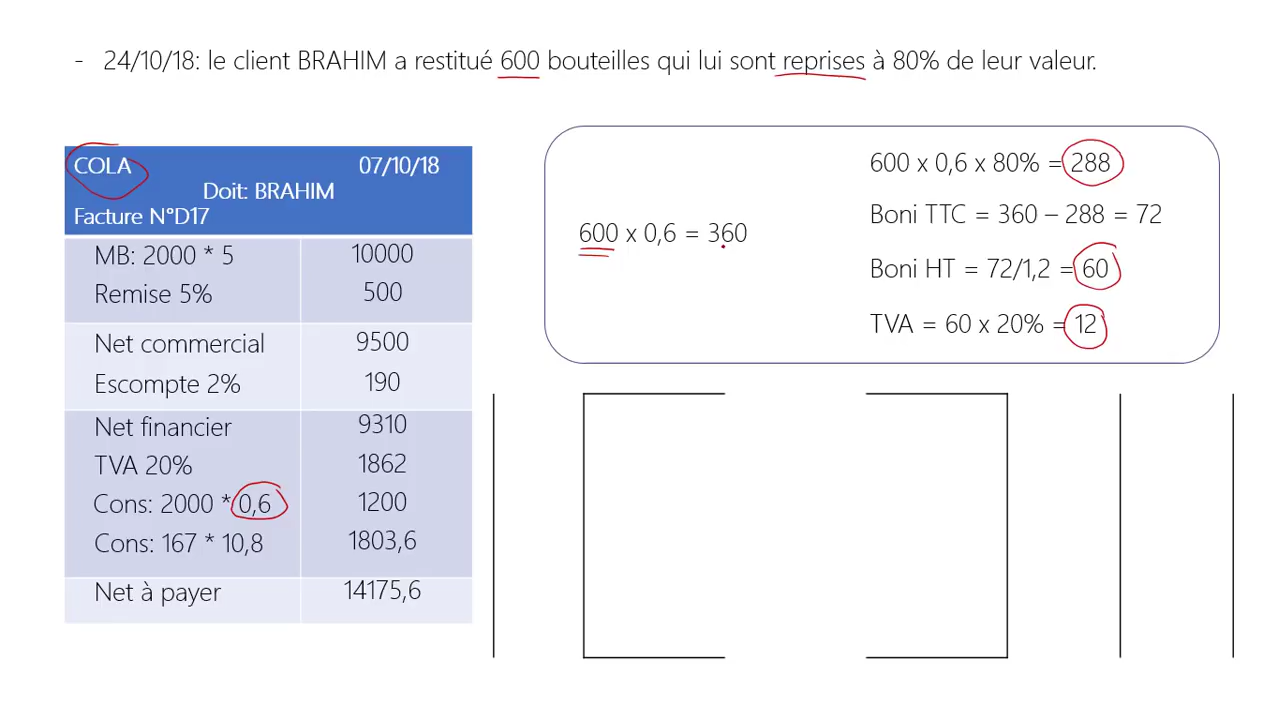 - 24/10/18: le client BRAHIM a restitué 600 bouteilles qui lui sont reprises à 80% de leur valeur.
COLA 07/10/18
Doit: BRAHIM
Facture N°D17
MB: 2000 * 5 10000
Remise 5% 500
Net commercial 9500
Escompte 2% 190
Net financier 9310
TVA 20% 1862
Cons: 2000 * 0,6 1200
Cons: 167 * 10,8 1803,6
Net à payer 14175,6
600 x 0,6 = 360
600 x 0,6 x 80% = 288
Boni TTC = 360 – 288 = 72
Boni HT = 72/1,2 = 60
TVA = 60 x 20% = 12